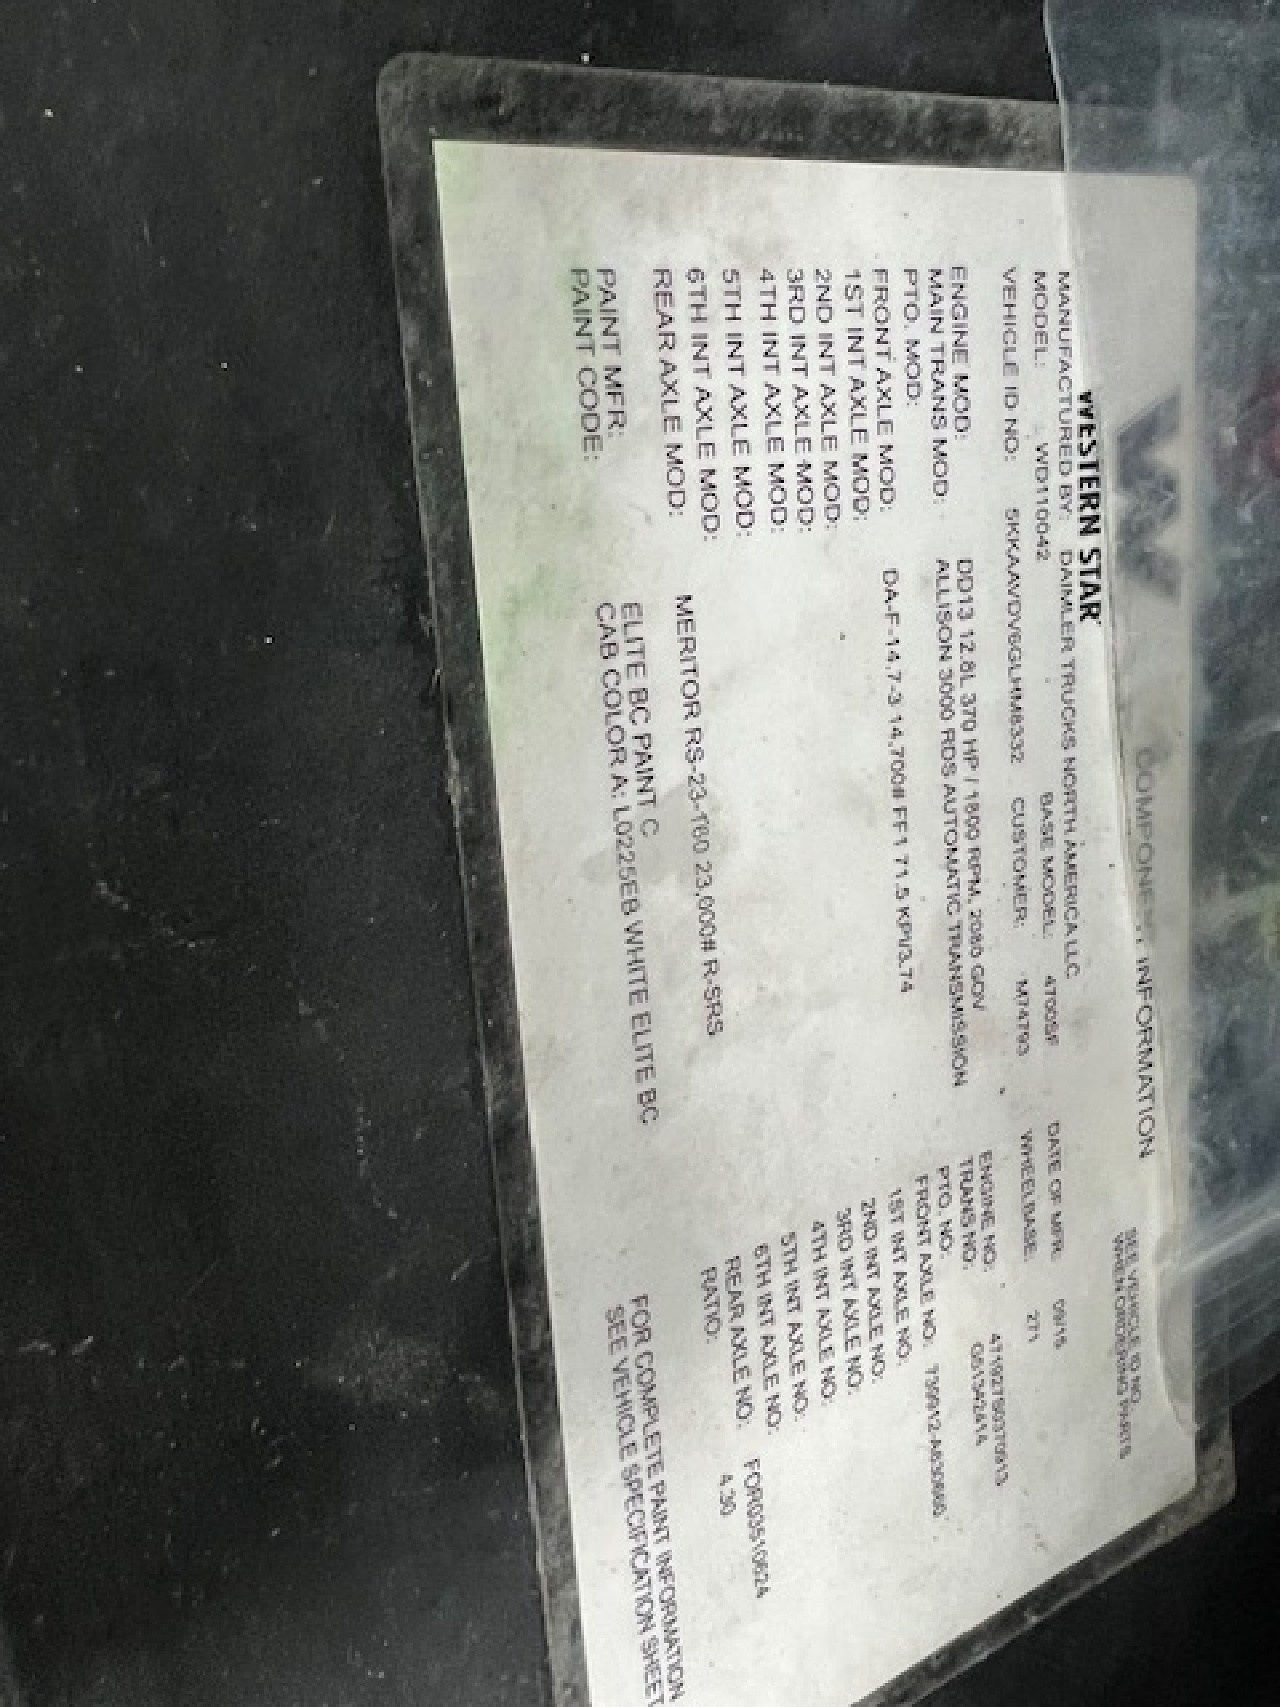 COMPONENT INFORMATION
SEE VEHICLE ID NO.
WHEN ORDERING PARTS
WESTERN STAR
MANUFACTURED BY: DAIMLER TRUCKS NORTH AMERICA LLC
MODEL: WD110042 BASE MODEL: 4700SF DATE OF MFR: 09/15
VEHICLE ID NO: 5KKAAVDV6GLHM8332 CUSTOMER: M74793 WHEELBASE: 271
ENGINE MOD: DD13 12.8L 370 HP / 1800 RPM, 2080 GOV ENGINE NO: 471927S0370913
MAIN TRANS MOD: ALLISON 3000 RDS AUTOMATIC TRANSMISSION TRANS NO: 6513424414
PTO. MOD: PTO. NO:
FRONT AXLE MOD: DA-F-14.7-3 14,700# FF1 71.5 KPI/3.74 FRONT AXLE NO:
1ST INT AXLE MOD: 1ST INT AXLE NO:
2ND INT AXLE MOD: 2ND INT AXLE NO:
3RD INT AXLE MOD: 3RD INT AXLE NO:
4TH INT AXLE MOD: 4TH INT AXLE NO:
5TH INT AXLE MOD: 5TH INT AXLE NO:
6TH INT AXLE MOD: 6TH INT AXLE NO:
REAR AXLE MOD: MERITOR RS-23-160 23,000# R-SRS REAR AXLE NO: FOR03510624
RATIO: 4.30
PAINT MFR: ELITE BC PAINT C FOR COMPLETE PAINT INFORMATION
PAINT CODE: CAB COLOR A: L0225EB WHITE ELITE BC SEE VEHICLE SPECIFICATION SHEET